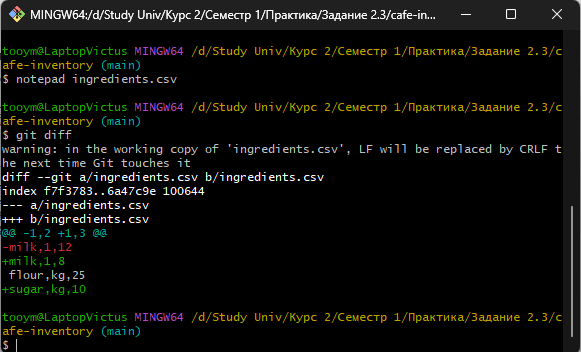 MINGW64:/d/Study Univ/Курс 2/Семестр 1/Практика/Задание 2.3/cafe-in...
tooym@LaptopVictus MINGW64 /d/Study Univ/Курс 2/Семестр 1/Практика/Задание 2.3/c
afe-inventory (main)
$ notepad ingredients.csv
tooym@LaptopVictus MINGW64 /d/Study Univ/Курс 2/Семестр 1/Практика/Задание 2.3/c
afe-inventory (main)
$ git diff
warning: in the working copy of 'ingredients.csv', LF will be replaced by CRLF t
he next time Git touches it
diff --git a/ingredients.csv b/ingredients.csv
index f7f3783..6a47c9e 100644
--- a/ingredients.csv
+++ b/ingredients.csv
@@ -1,2 +1,3 @@
-milk,1,12
+milk,1,8
 flour,kg,25
+sugar,kg,10
tooym@LaptopVictus MINGW64 /d/Study Univ/Курс 2/Семестр 1/Практика/Задание 2.3/c
afe-inventory (main)
$